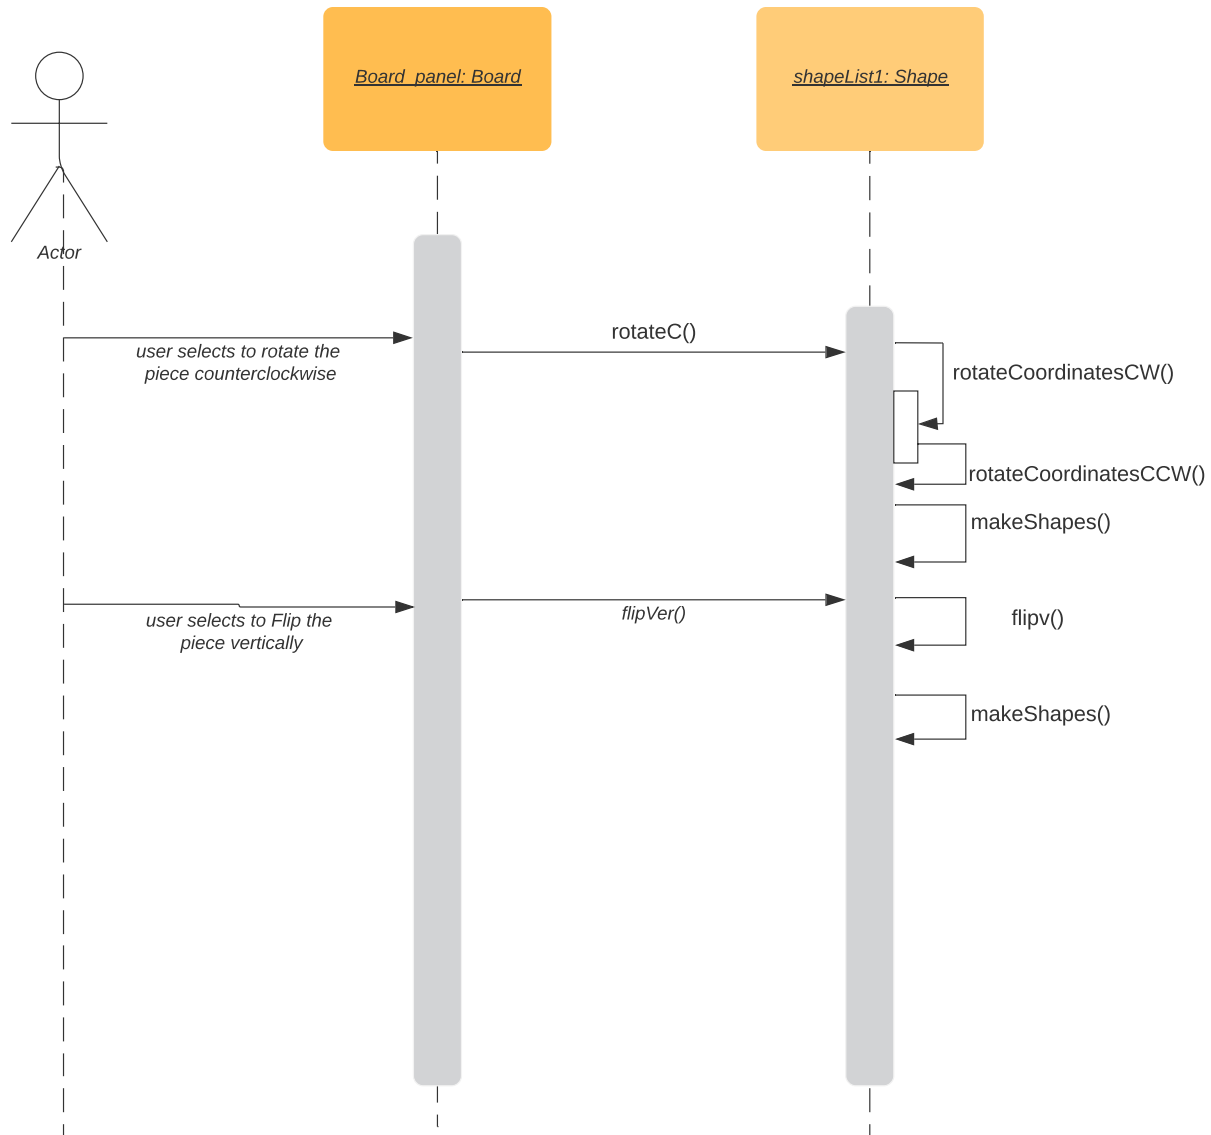 Board_panel: Board
shapeList1: Shape
Actor
rotateC()
user selects to rotate the
piece counterclockwise
rotateCoordinatesCW()
rotateCoordinatesCCW()
makeShapes()
user selects to Flip the
piece vertically
flipVer()
flipv()
makeShapes()